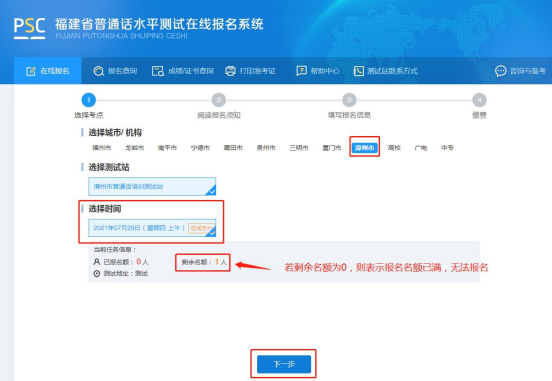 PSC 福建省普通话水平测试在线报名系统
FUJIAN PUTONGHUA SHUIPING CESHI
在线报名 报名查询 成绩/证书查询 打印准考证 帮助中心 测试站联系方式 咨询与备考
1 2 3 4
选择考点 阅读报名须知 填写报名信息 缴费
选择城市/ 机构
福州市 龙岩市 南平市 宁德市 莆田市 泉州市 三明市 厦门市 漳州市 高校 广电 中专
选择测试站
漳州市普通话培训测试站
选择时间
2021年07月29日 ( 星期四 上午 ) 在线支付
当前任务信息：
已报名额：0人 剩余名额：1人
若剩余名额为0，则表示报名名额已满，无法报名
测试地址：测试
下一步